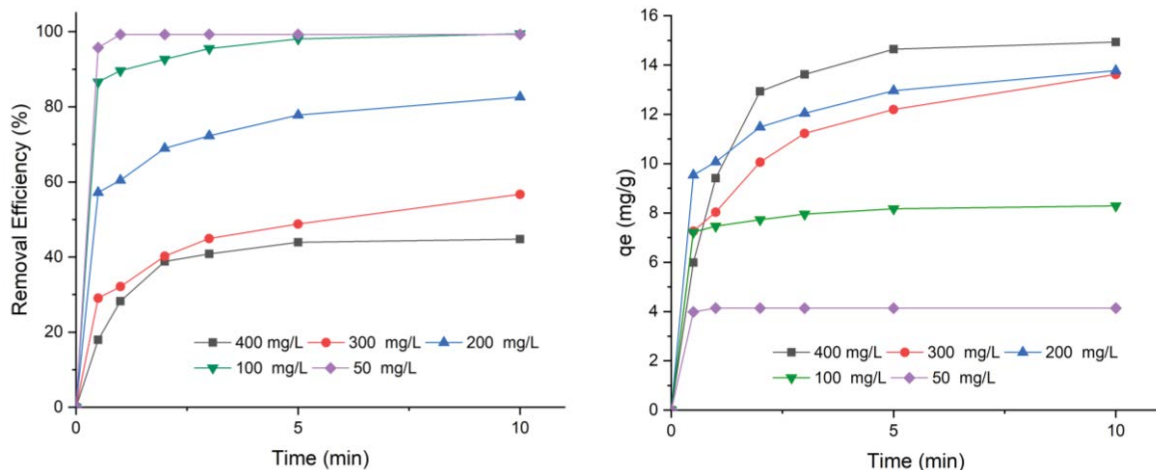 100
80
60
40
20
0
Removal Efficiency (%)
400 mg/L 300 mg/L 200 mg/L
100 mg/L 50 mg/L
0 5 10
Time (min)
16
14
12
10
8
6
4
2
0
qe (mg/g)
400 mg/L 300 mg/L 200 mg/L
100 mg/L 50 mg/L
0 5 10
Time (min)